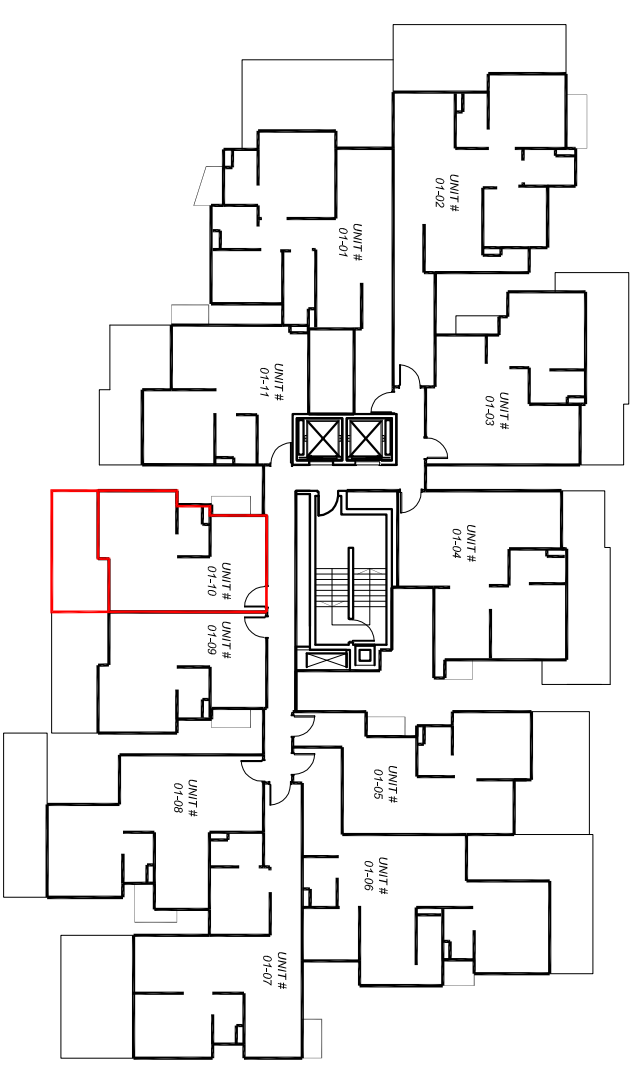 UNIT #
01-02
UNIT #
01-01
UNIT #
01-11
UNIT #
01-03
UNIT #
01-04
UNIT #
01-10
UNIT #
01-09
UNIT #
01-05
UNIT #
01-08
UNIT #
01-06
UNIT #
01-07